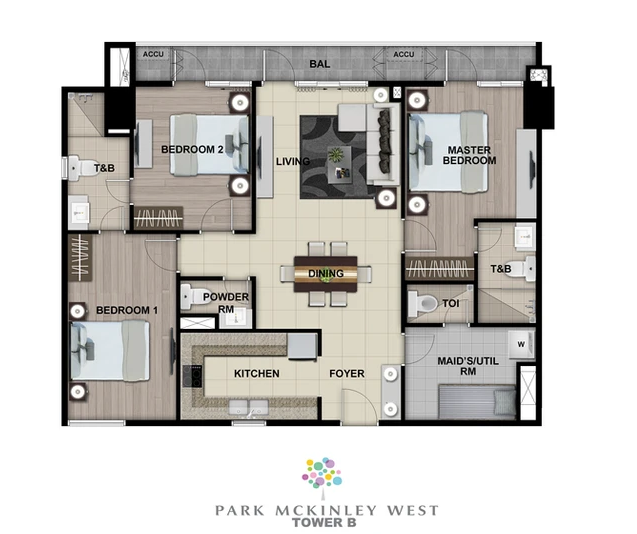 ACCU
BAL
ACCU
BEDROOM 2
LIVING
MASTER
BEDROOM
T&B
T&B
DINING
POWDER
RM
TOI
BEDROOM 1
KITCHEN
FOYER
MAID'S/UTIL
RM
W
PARK MCKINLEY WEST
TOWER B